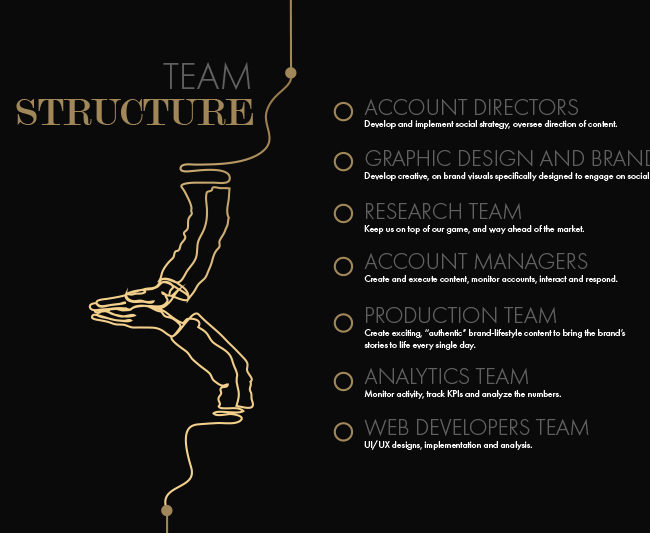 TEAM
STRUCTURE
ACCOUNT DIRECTORS
Develop and implement social strategy, oversee direction of content.
GRAPHIC DESIGN AND BRAND
Develop creative, on brand visuals specifically designed to engage on social
RESEARCH TEAM
Keep us on top of our game, and way ahead of the market.
ACCOUNT MANAGERS
Create and execute content, monitor accounts, interact and respond.
PRODUCTION TEAM
Create exciting, “authentic” brand-lifestyle content to bring the brand’s
stories to life every single day.
ANALYTICS TEAM
Monitor activity, track KPIs and analyze the numbers.
WEB DEVELOPERS TEAM
UI/UX designs, implementation and analysis.